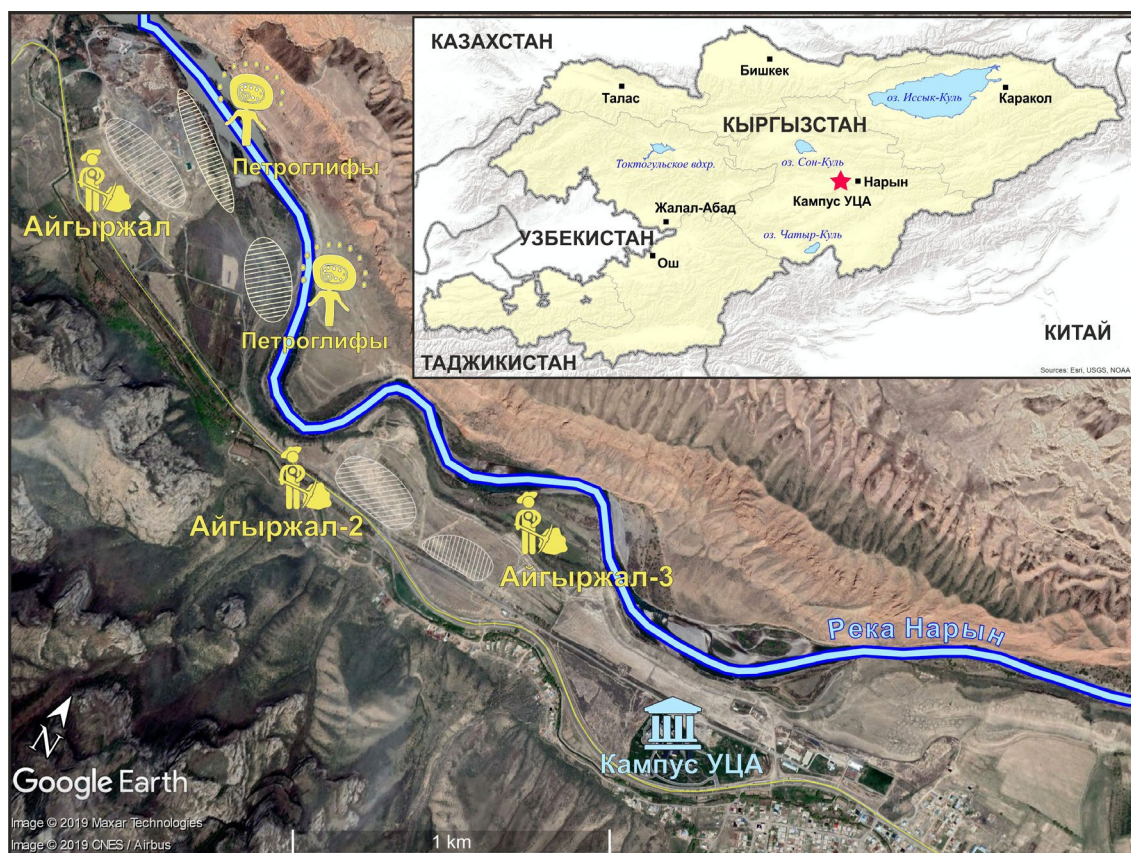 КАЗАХСТАН
Бишкек
Талас
оз. Иссык-Куль
Каракол
КЫРГЫЗСТАН
Токтогульское вдхр.
оз. Сон-Куль
Нарын
Кампус УЦА
Жалал-Абад
УЗБЕКИСТАН
оз. Чатыр-Куль
Ош
КИТАЙ
ТАДЖИКИСТАН
Sources: Esri, USGS, NOAA
Петроглифы
Айгыржал
Петроглифы
Айгыржал-2
Айгыржал-3
Река Нарын
Кампус УЦА
N
Google Earth
Image © 2019 Maxar Technologies
Image © 2019 CNES / Airbus
1 km